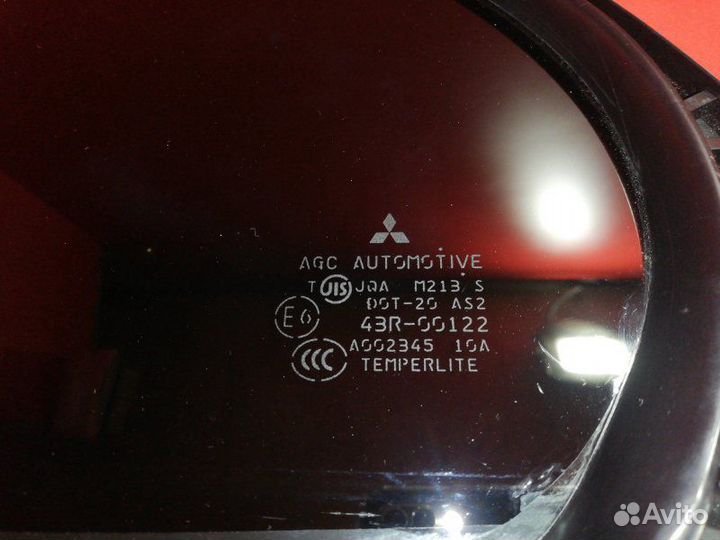 AGC AUTOMOTIVE
T JIS JQA M213 S
DOT-20 AS2
E6 43R-00122
CCC A002345 10A
TEMPERLITE
Avito